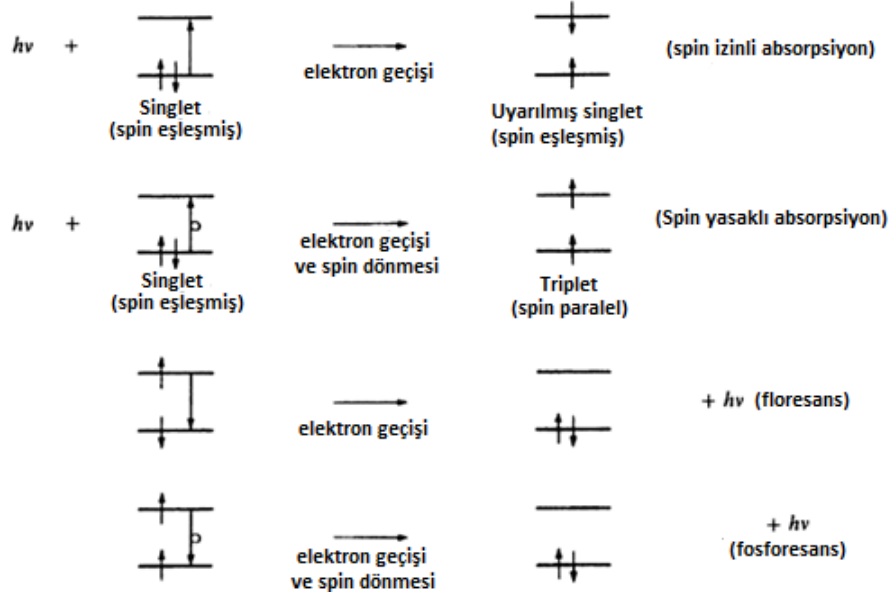 hν +
Singlet
(spin eşleşmiş)
elektron geçişi
Uyarılmış singlet
(spin eşleşmiş)
(spin izinli absorpsiyon)
hν +
Singlet
(spin eşleşmiş)
elektron geçişi
ve spin dönmesi
Triplet
(spin paralel)
(Spin yasaklı absorpsiyon)
elektron geçişi
+ hν (floresans)
elektron geçişi
ve spin dönmesi
+ hν
(fosforesans)